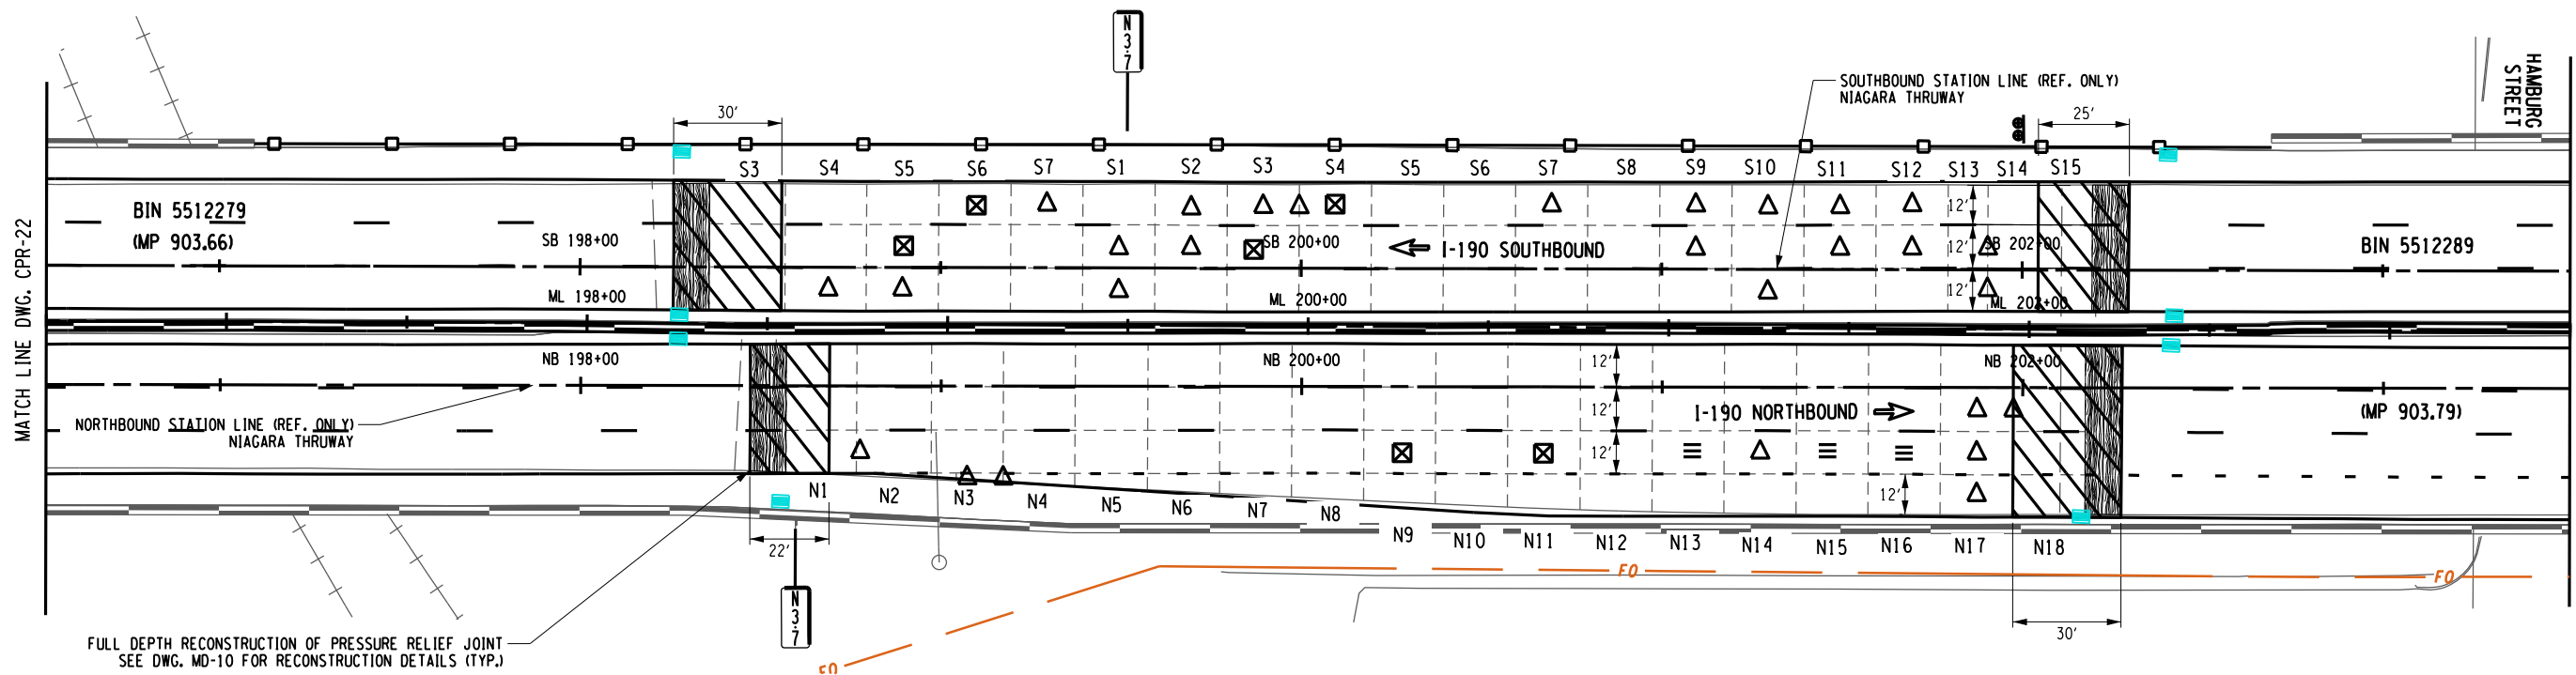 N
3.7
SOUTHBOUND STATION LINE (REF. ONLY)
NIAGARA THRUWAY
HAMBURG
STREET
30'
25'
S3 S4 S5 S6 S7 S1 S2 S3 S4 S5 S6 S7 S8 S9 S10 S11 S12 S13 S14 S15
MATCH LINE DWG. CPR-22
BIN 5512279
(MP 903.66)
12'
SB 198+00
SB 200+00
I-190 SOUTHBOUND
12'
SB 202+00
BIN 5512289
ML 198+00
ML 200+00
12'
ML 202+00
NB 198+00
NB 200+00
12'
NB 202+00
NORTHBOUND STATION LINE (REF. ONLY)
NIAGARA THRUWAY
12'
I-190 NORTHBOUND
(MP 903.79)
12'
12'
N1 N2 N3 N4 N5 N6 N7 N8 N9 N10 N11 N12 N13 N14 N15 N16 N17 N18
22'
FO
FO
N
3.7
30'
FULL DEPTH RECONSTRUCTION OF PRESSURE RELIEF JOINT
SEE DWG. MD-10 FOR RECONSTRUCTION DETAILS (TYP.)
FO